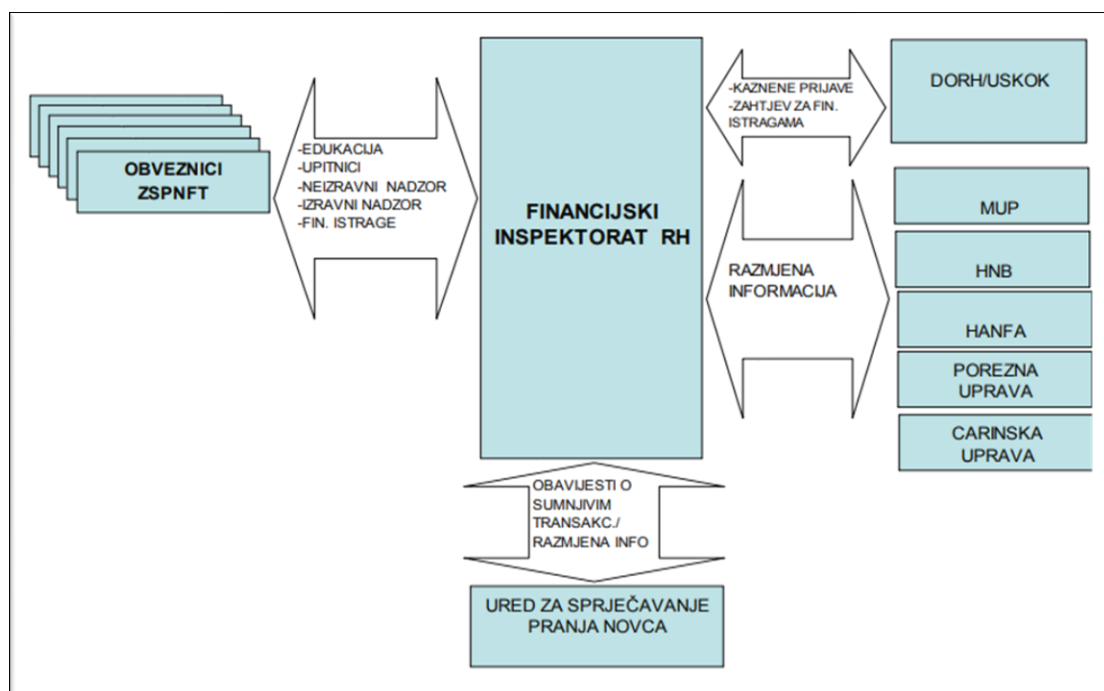 OBVEZNICI
ZSPNFT
-EDUKACIJA
-UPITNICI
-NEIZRAVNI NADZOR
-IZRAVNI NADZOR
-FIN. ISTRAGE
FINANCIJSKI
INSPEKTORAT RH
-KAZNENE PRIJAVE
-ZAHTJEV ZA FIN.
ISTRAGAMA
DORH/USKOK
RAZMJENA
INFORMACIJA
MUP
HNB
HANFA
POREZNA
UPRAVA
CARINSKA
UPRAVA
OBAVIJESTI O
SUMNJIVIM
TRANSAKC./
RAZMJENA INFO
URED ZA SPRJEČAVANJE
PRANJA NOVCA